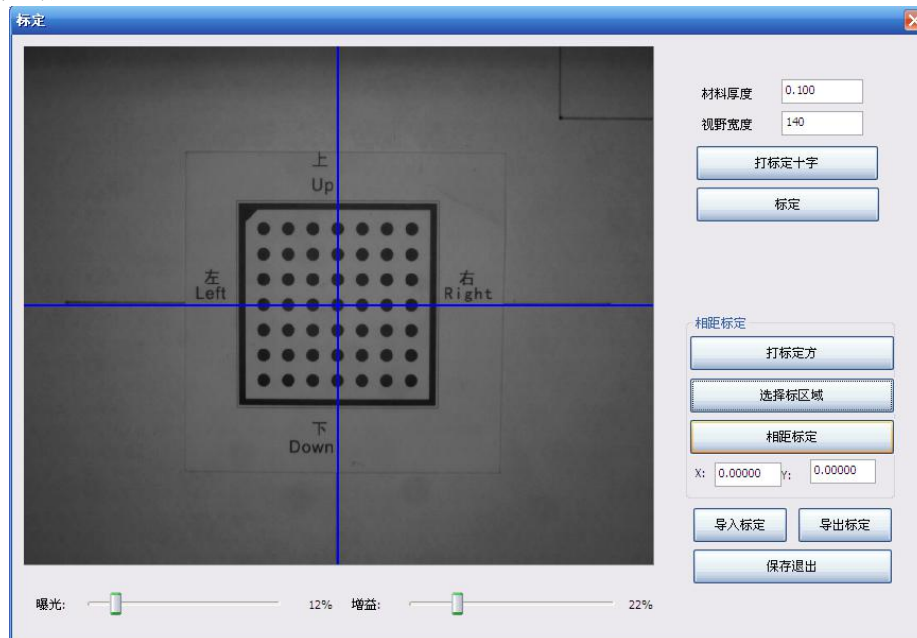 标定
上
Up
左
Left
右
Right
下
Down
材料厚度 0.100
视野宽度 140
打标定十字
标定
相距标定
打标定方
选择标区域
相距标定
X: 0.00000 Y: 0.00000
导入标定 导出标定
保存退出
曝光: 12% 增益: 22%